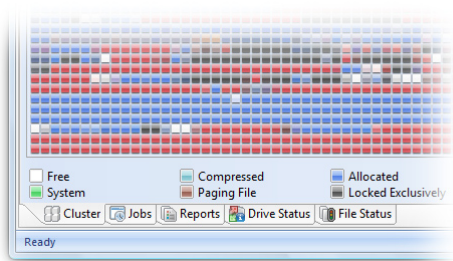 Free Compressed Allocated
System Paging File Locked Exclusively
Cluster Jobs Reports Drive Status File Status
Ready